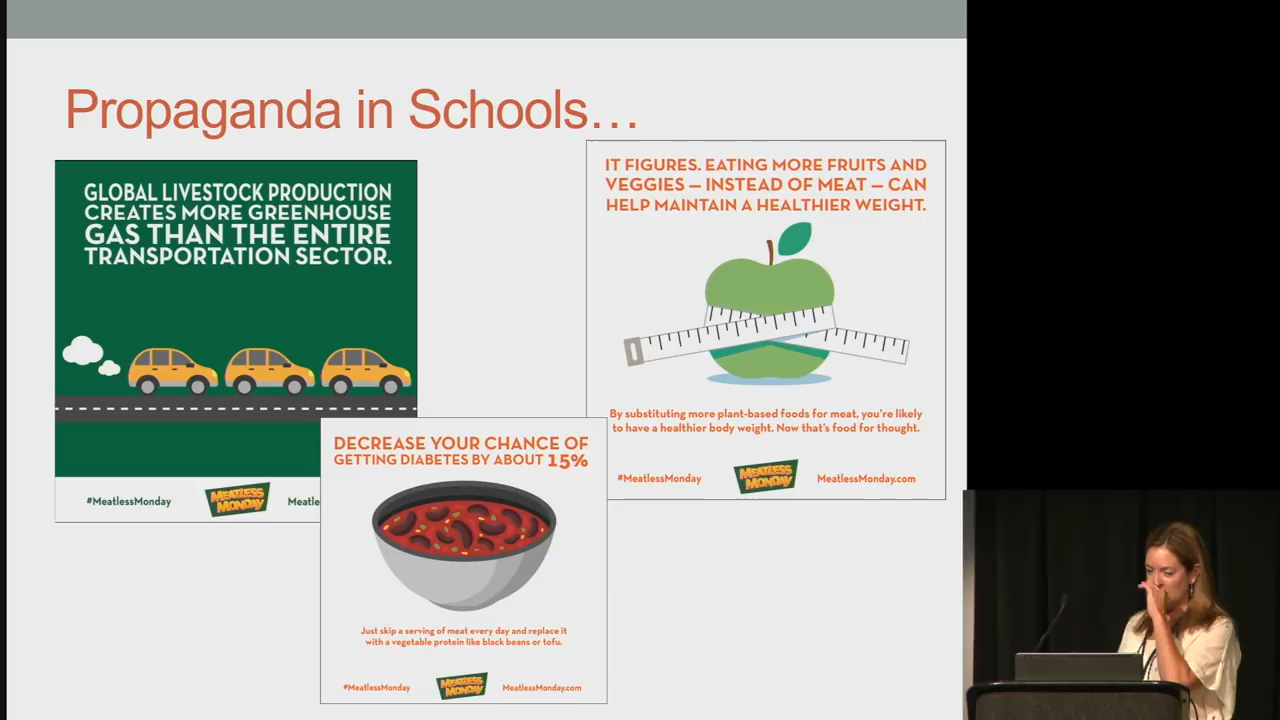 Propaganda in Schools…
GLOBAL LIVESTOCK PRODUCTION
CREATES MORE GREENHOUSE
GAS THAN THE ENTIRE
TRANSPORTATION SECTOR.
#MeatlessMonday
MEATLESS
MONDAY
Meatle
IT FIGURES. EATING MORE FRUITS AND
VEGGIES — INSTEAD OF MEAT — CAN
HELP MAINTAIN A HEALTHIER WEIGHT.
By substituting more plant-based foods for meat, you're likely
to have a healthier body weight. Now that's food for thought.
#MeatlessMonday
MEATLESS
MONDAY
MeatlessMonday.com
DECREASE YOUR CHANCE OF
GETTING DIABETES BY ABOUT 15%
Just skip a serving of meat every day and replace it
with a vegetable protein like black beans or tofu.
#MeatlessMonday
MEATLESS
MONDAY
MeatlessMonday.com